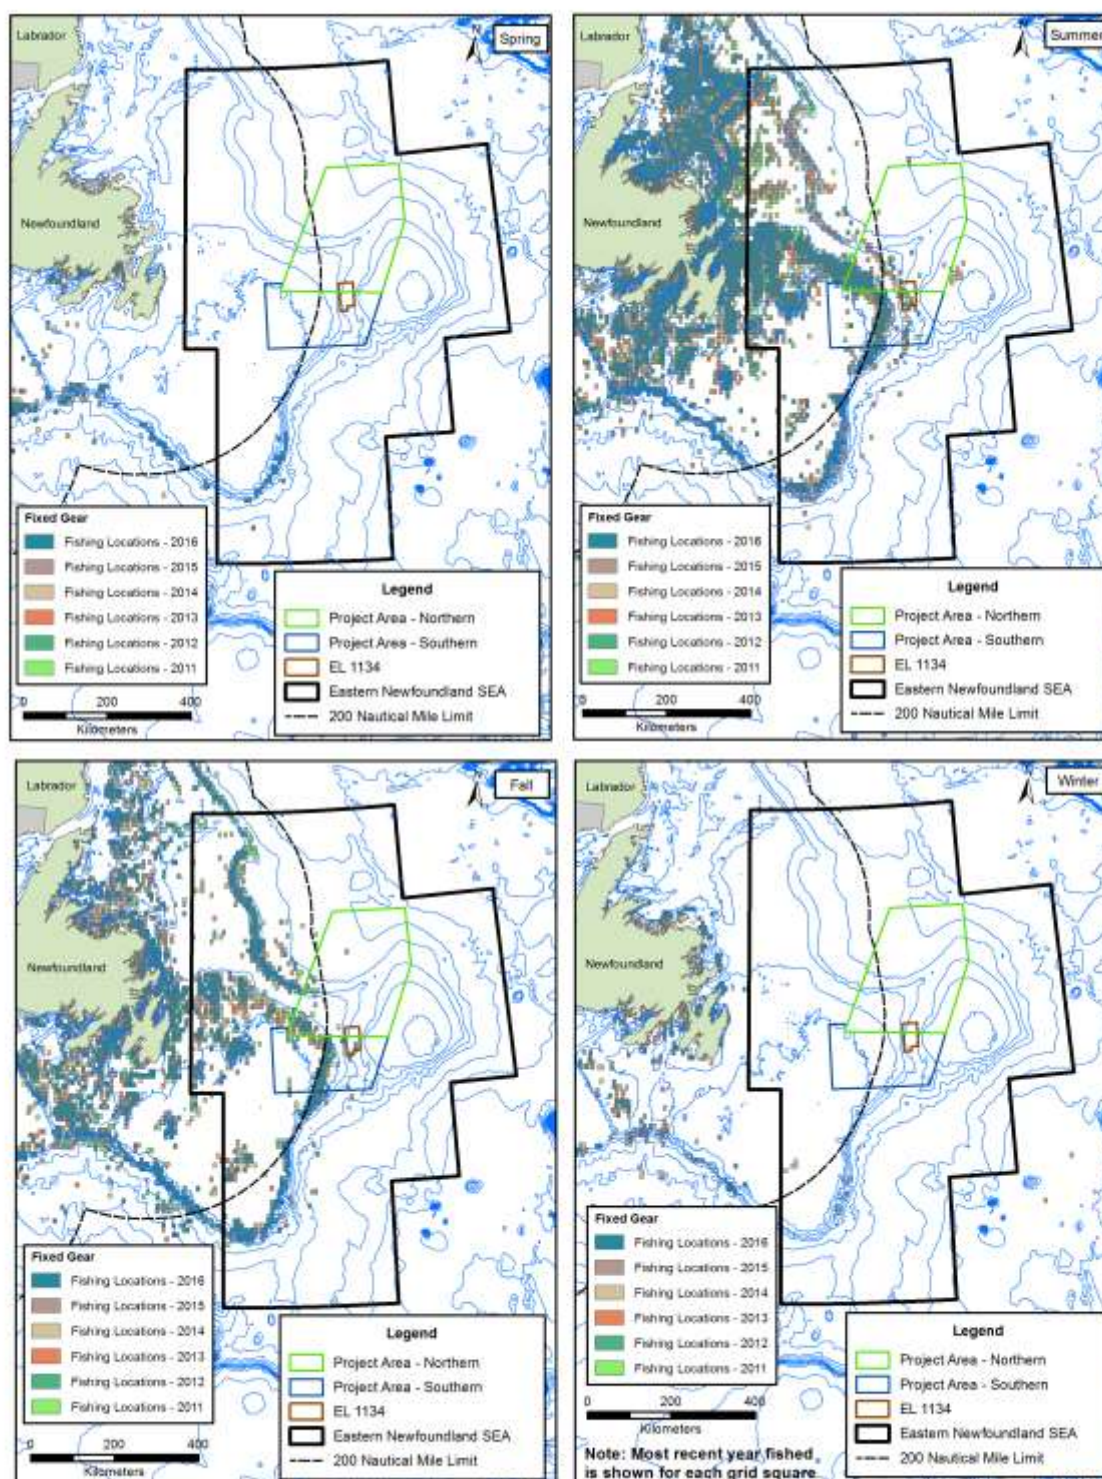 Labrador
N
Spring
Newfoundland
Fixed Gear
Fishing Locations - 2016
Fishing Locations - 2015
Fishing Locations - 2014
Fishing Locations - 2013
Fishing Locations - 2012
Fishing Locations - 2011
0 200 400
Kilometers
Legend
Project Area - Northern
Project Area - Southern
EL 1134
Eastern Newfoundland SEA
200 Nautical Mile Limit
Labrador
Summer
Newfoundland
Fixed Gear
Fishing Locations - 2016
Fishing Locations - 2015
Fishing Locations - 2014
Fishing Locations - 2013
Fishing Locations - 2012
Fishing Locations - 2011
0 200 400
Kilometers
Legend
Project Area - Northern
Project Area - Southern
EL 1134
Eastern Newfoundland SEA
200 Nautical Mile Limit
Labrador
Fall
Newfoundland
Fixed Gear
Fishing Locations - 2016
Fishing Locations - 2015
Fishing Locations - 2014
Fishing Locations - 2013
Fishing Locations - 2012
Fishing Locations - 2011
0 200 400
Kilometers
Legend
Project Area - Northern
Project Area - Southern
EL 1134
Eastern Newfoundland SEA
200 Nautical Mile Limit
Labrador
Winter
Newfoundland
Fixed Gear
Fishing Locations - 2016
Fishing Locations - 2015
Fishing Locations - 2014
Fishing Locations - 2013
Fishing Locations - 2012
Fishing Locations - 2011
0 200 400
Kilometers
Note: Most recent year fished
is shown for each grid square
Legend
Project Area - Northern
Project Area - Southern
EL 1134
Eastern Newfoundland SEA
200 Nautical Mile Limit